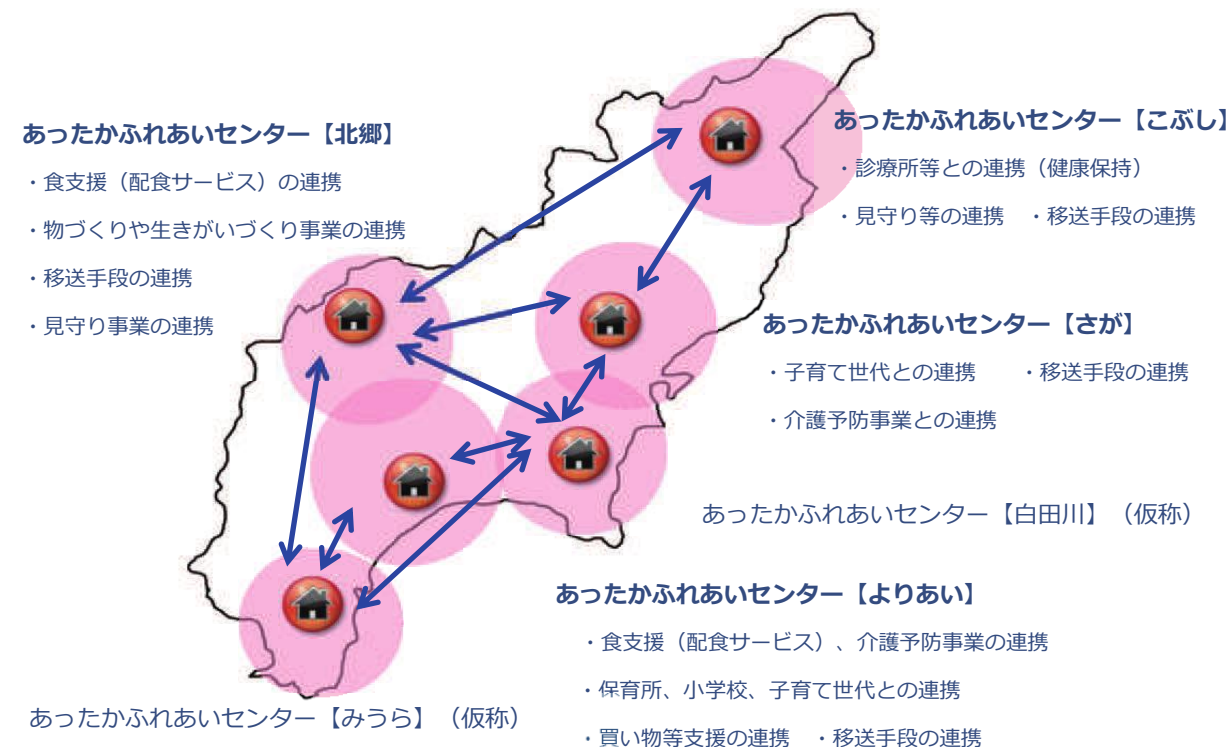 あったかふれあいセンター【北郷】
・食支援（配食サービス）の連携
・物づくりや生きがいづくり事業の連携
・移送手段の連携
・見守り事業の連携
あったかふれあいセンター【こぶし】
・診療所等との連携（健康保持）
・見守り等の連携　・移送手段の連携
あったかふれあいセンター【さが】
・子育て世代との連携　　・移送手段の連携
・介護予防事業との連携
あったかふれあいセンター【白田川】（仮称）
あったかふれあいセンター【よりあい】
・食支援（配食サービス）、介護予防事業の連携
・保育所、小学校、子育て世代との連携
・買い物等支援の連携　・移送手段の連携
あったかふれあいセンター【みうら】（仮称）